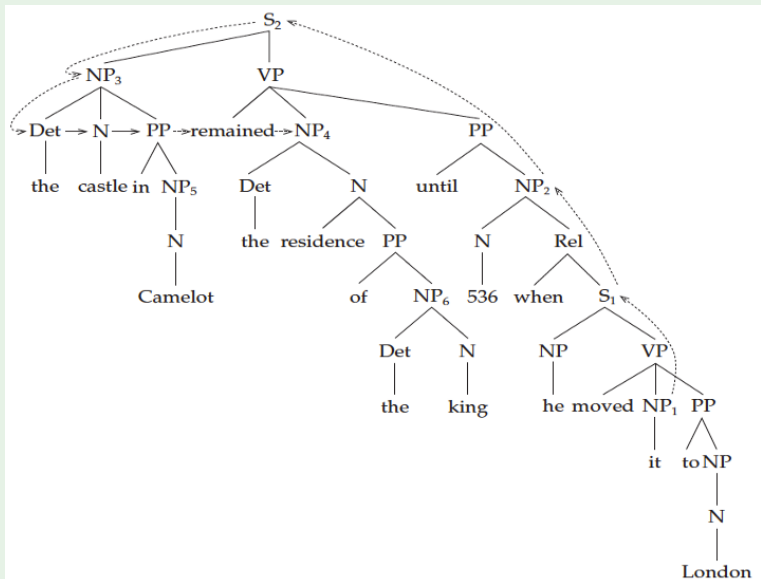 S₂
NP₃ VP
Det N PP remained NP₄ PP
the castle in NP₅ Det N until NP₂
N the residence PP N Rel
Camelot of NP₆ 536 when S₁
Det N NP VP
the king he moved NP₁ PP
it to NP
N
London